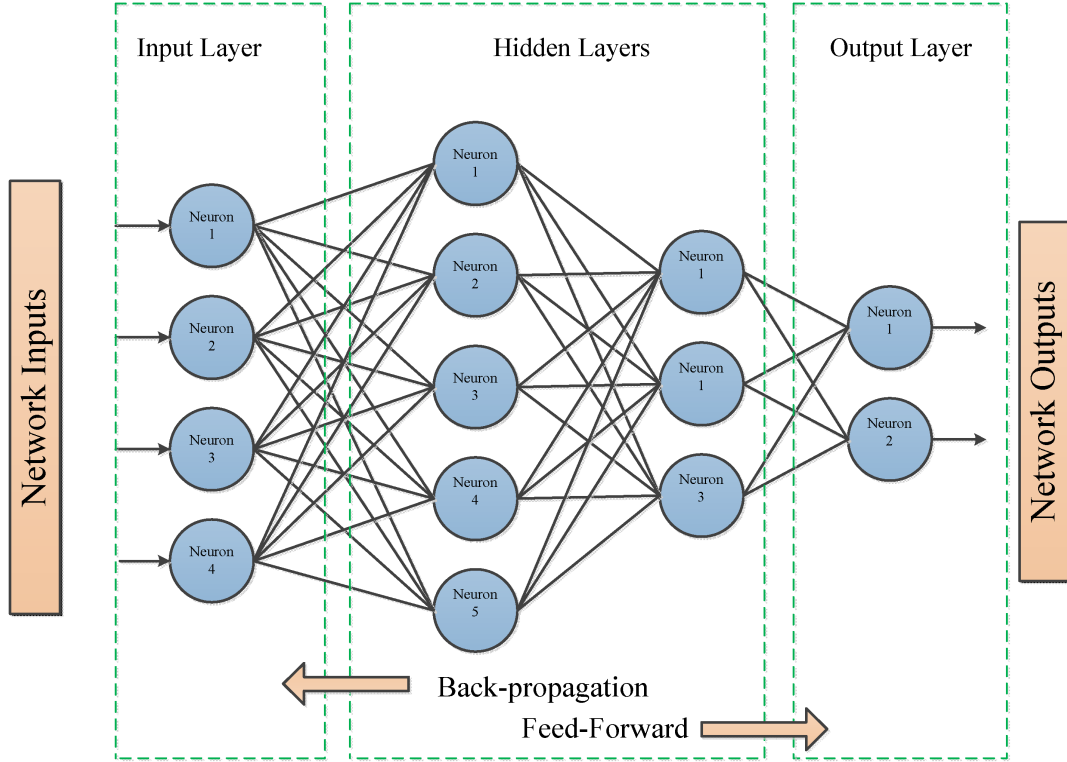 Input Layer
Hidden Layers
Output Layer
Network Inputs
Neuron
1
Neuron
2
Neuron
3
Neuron
4
Neuron
1
Neuron
2
Neuron
3
Neuron
4
Neuron
5
Neuron
1
Neuron
1
Neuron
3
Neuron
1
Neuron
2
Network Outputs
Back-propagation
Feed-Forward